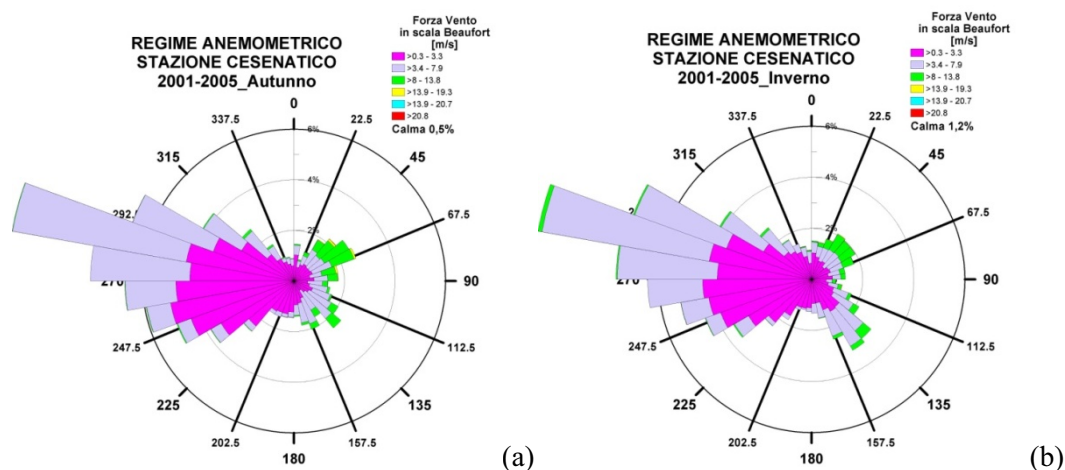 REGIME ANEMOMETRICO
STAZIONE CESENATICO
2001-2005_Autunno
Forza Vento
in scala Beaufort
[m/s]
>0.3 - 3.3
>3.4 - 7.9
>8 - 13.8
>13.9 - 19.3
>13.9 - 20.7
>20.8
Calma 0,5%
0
22.5
45
67.5
90
112.5
135
157.5
180
202.5
225
247.5
270
292.5
315
337.5
6%
4%
2%
(a)
REGIME ANEMOMETRICO
STAZIONE CESENATICO
2001-2005_Inverno
Forza Vento
in scala Beaufort
[m/s]
>0.3 - 3.3
>3.4 - 7.9
>8 - 13.8
>13.9 - 19.3
>13.9 - 20.7
>20.8
Calma 1,2%
0
22.5
45
67.5
90
112.5
135
157.5
180
202.5
225
247.5
270
315
337.5
6%
4%
2%
(b)